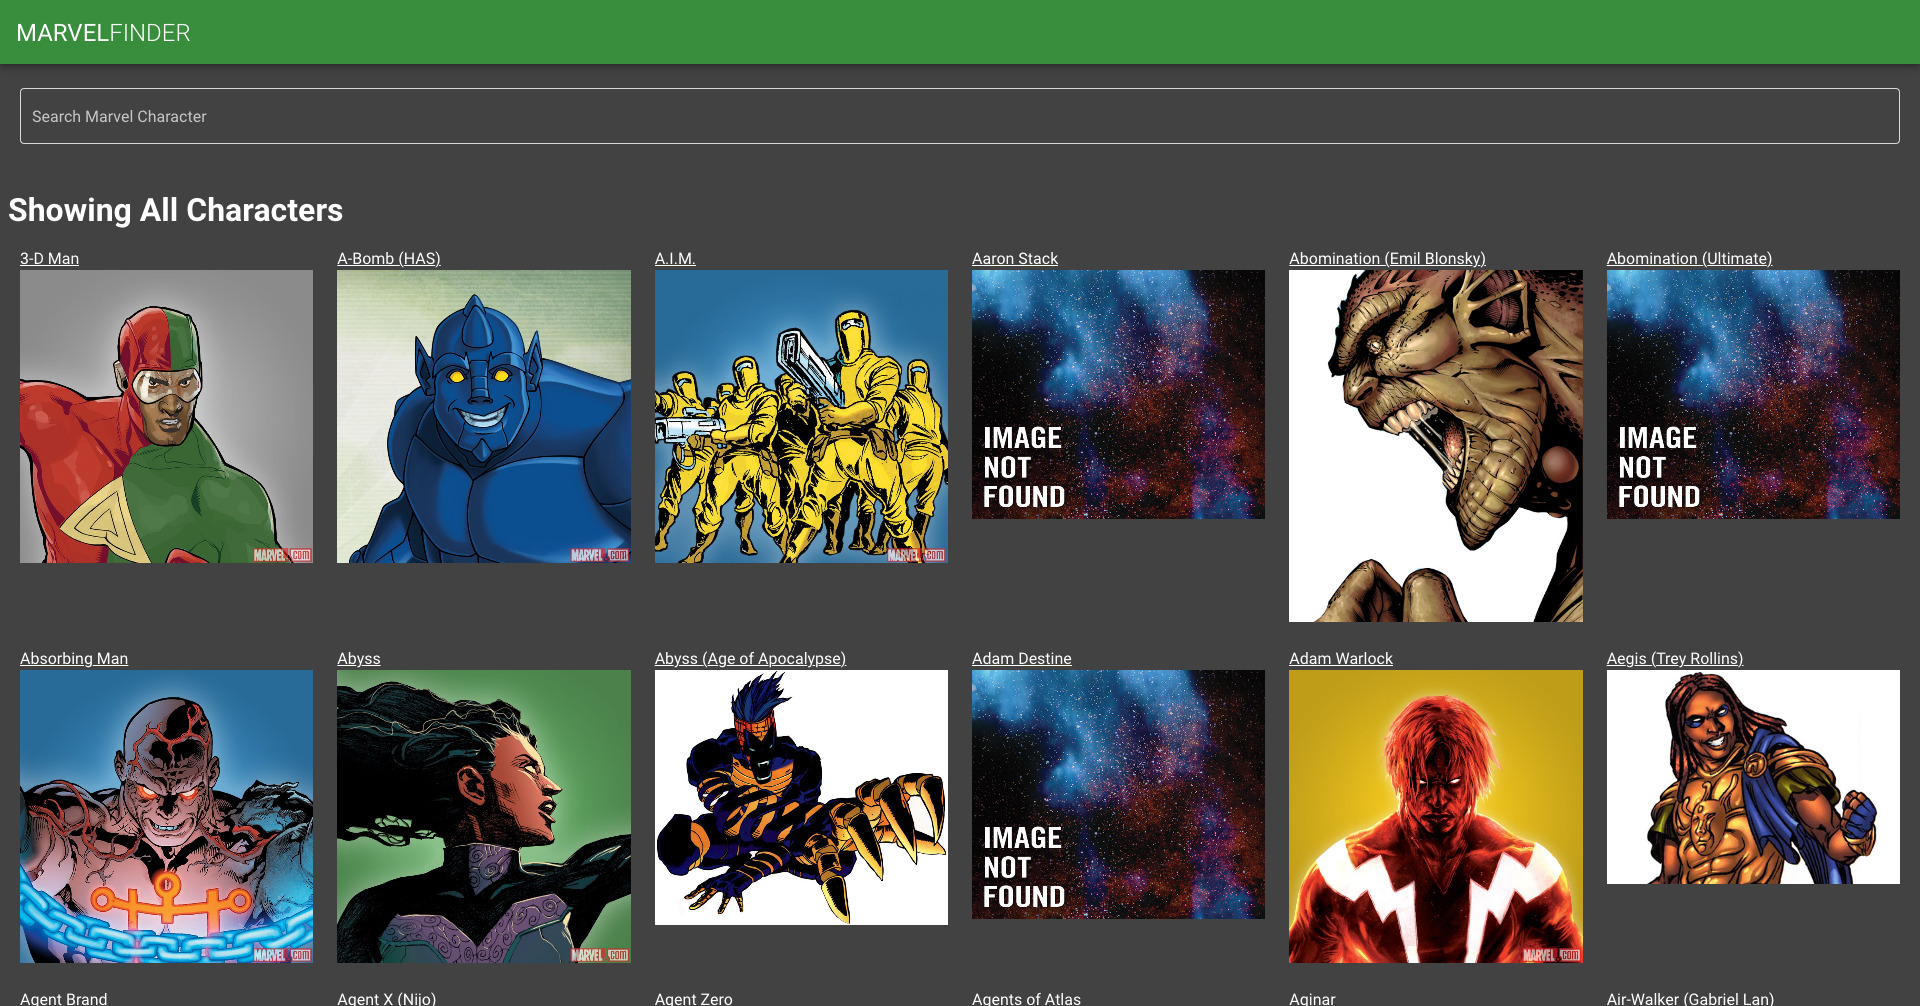 MARVELFINDER
Search Marvel Character
Showing All Characters
3-D Man
A-Bomb (HAS)
A.I.M.
Aaron Stack
Abomination (Emil Blonsky)
Abomination (Ultimate)
MARVEL.COM
MARVEL.COM
MARVEL.COM
IMAGE
NOT
FOUND
IMAGE
NOT
FOUND
Absorbing Man
Abyss
Abyss (Age of Apocalypse)
Adam Destine
Adam Warlock
Aegis (Trey Rollins)
MARVEL.COM
MARVEL.COM
IMAGE
NOT
FOUND
MARVEL.COM
Agent Brand
Agent X (Nijo)
Agent Zero
Agents of Atlas
Aginar
Air-Walker (Gabriel Lan)